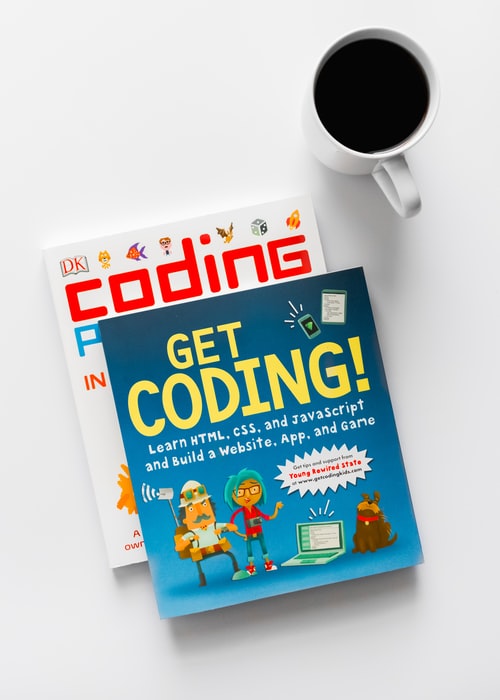 DK
coding
IN
A
GET
CODING!
Learn HTML, CSS, and JavaScript
and Build a Website, App, and Game
Get tips and support from
Young Rewired State
at www.getcodingkids.com